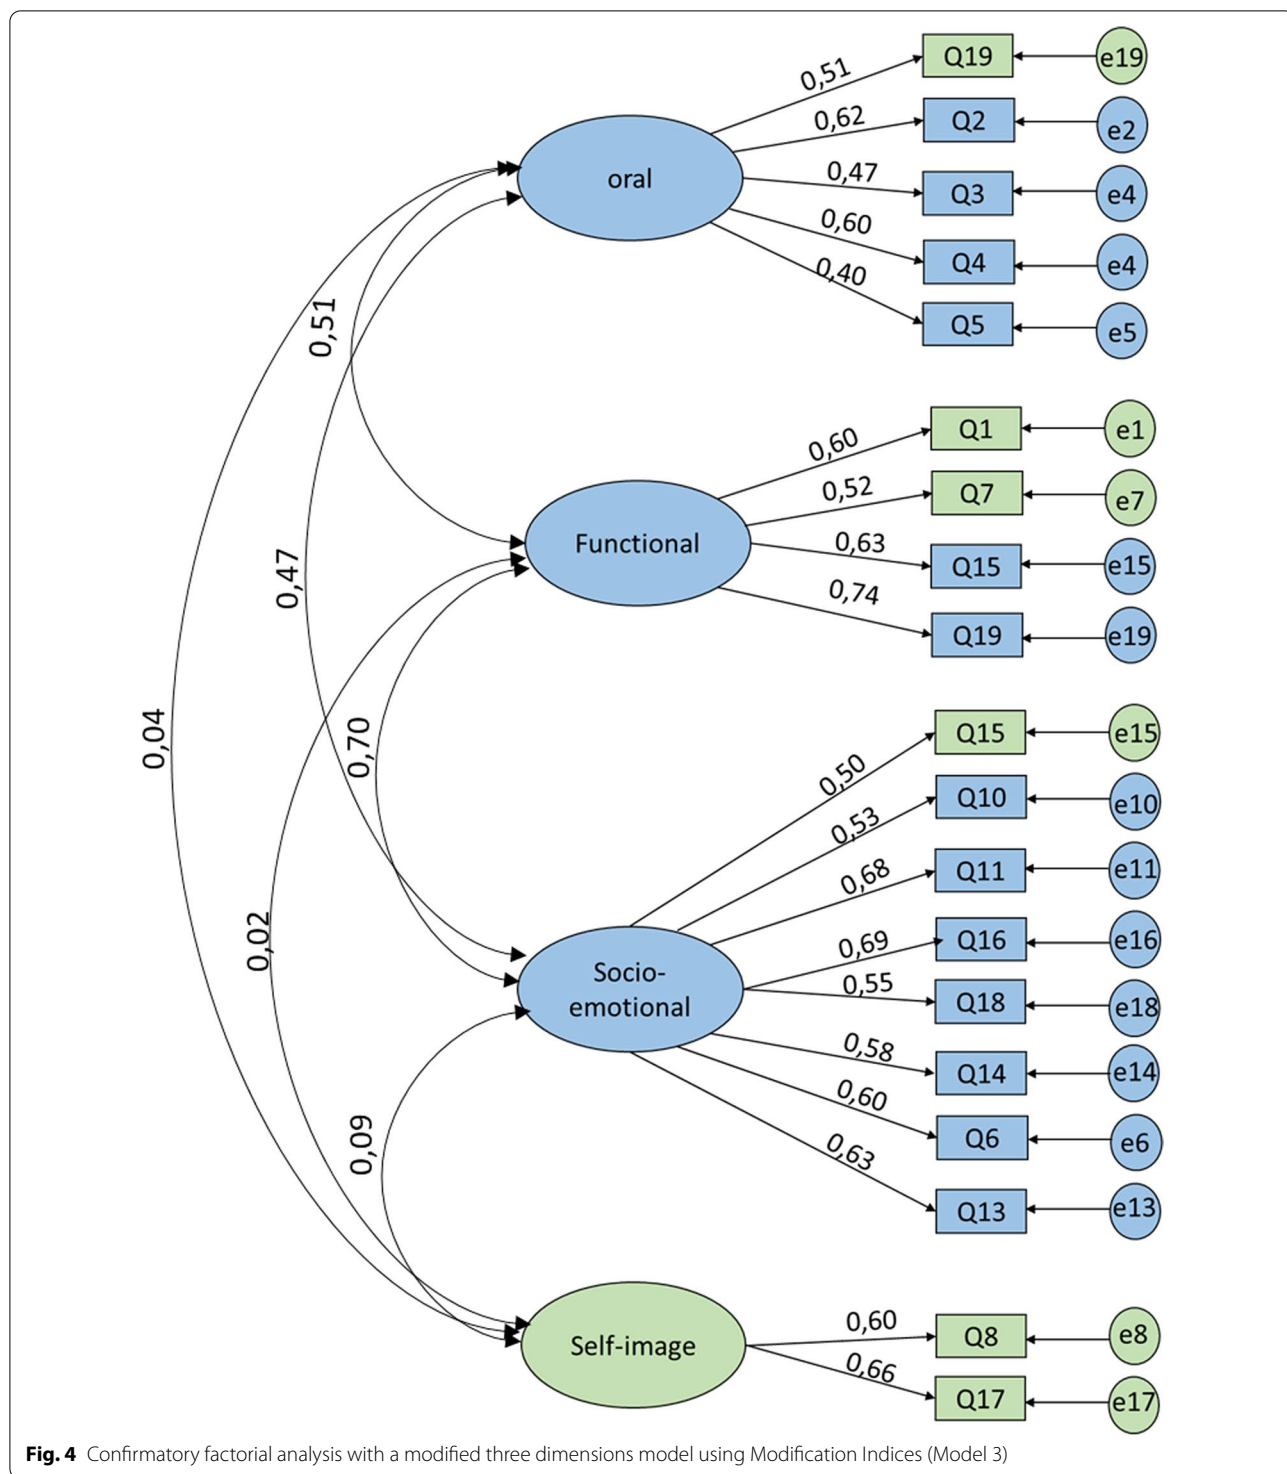 0,51 Q19 e19
0,62 Q2 e2
oral 0,47 Q3 e4
0,60 Q4 e4
0,40 Q5 e5
0,51
0,60 Q1 e1
0,52 Q7 e7
Functional 0,63 Q15 e15
0,74 Q19 e19
0,47
0,70
0,04
0,02
0,50 Q15 e15
0,53 Q10 e10
0,68 Q11 e11
Socio-
emotional
0,69 Q16 e16
0,55 Q18 e18
0,58 Q14 e14
0,60 Q6 e6
0,63 Q13 e13
0,09
Self-image 0,60 Q8 e8
0,66 Q17 e17
Fig. 4 Confirmatory factorial analysis with a modified three dimensions model using Modification Indices (Model 3)